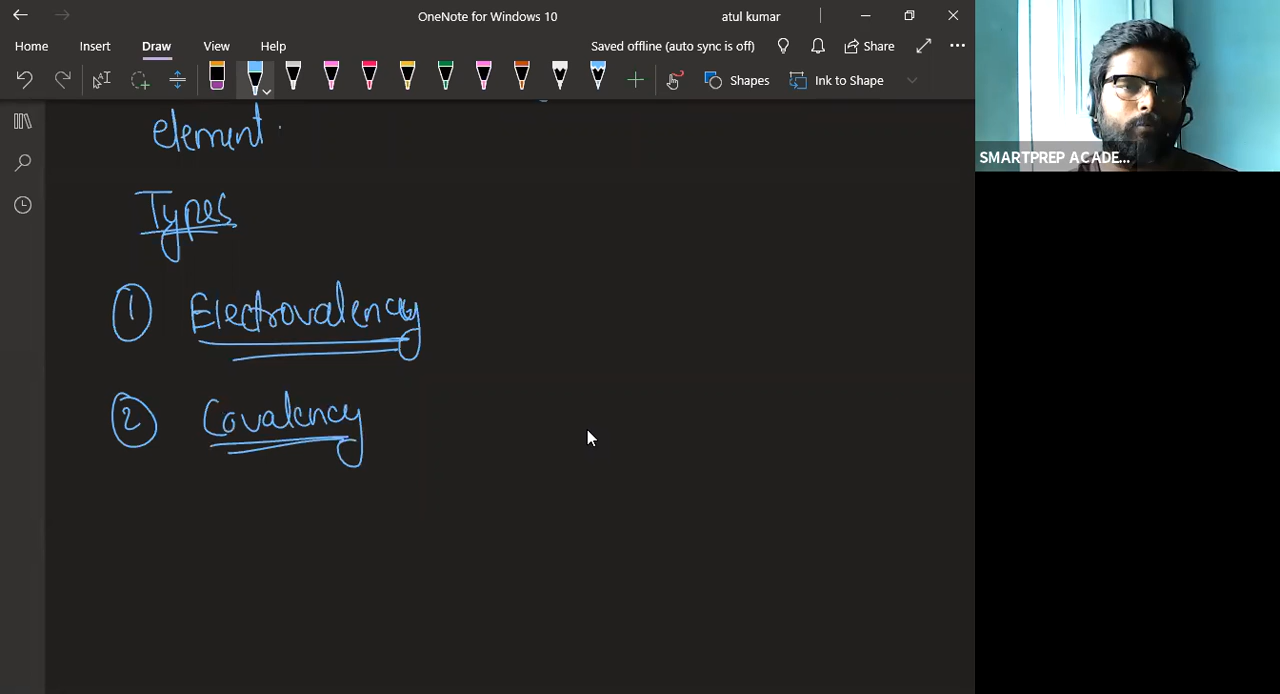 OneNote for Windows 10
atul kumar
Home Insert Draw View Help
Saved offline (auto sync is off)
Share
Shapes
Ink to Shape
SMARTPREP ACADE...
element.
Types
1 Electrovalency
2 Covalency